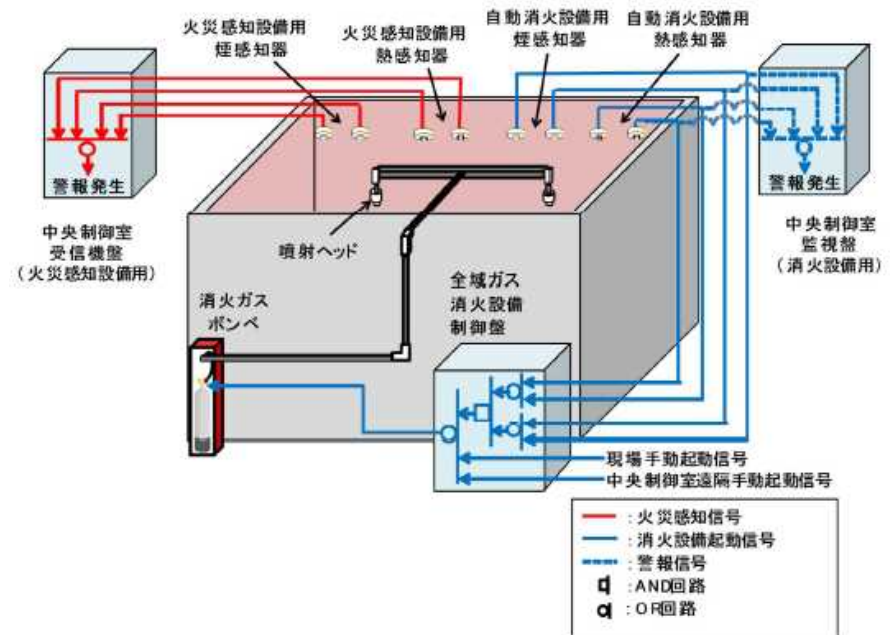 火災感知設備用
煙感知器
火災感知設備用
熱感知器
自動消火設備用
煙感知器
自動消火設備用
熱感知器
警報発生
警報発生
中央制御室
受信機盤
（火災感知設備用）
中央制御室
監視盤
（消火設備用）
噴射ヘッド
消火ガス
ボンベ
全域ガス
消火設備
制御盤
現場手動起動信号
中央制御室遠隔手動起動信号
：火災感知信号
：消火設備起動信号
：警報信号
：AND回路
：OR回路